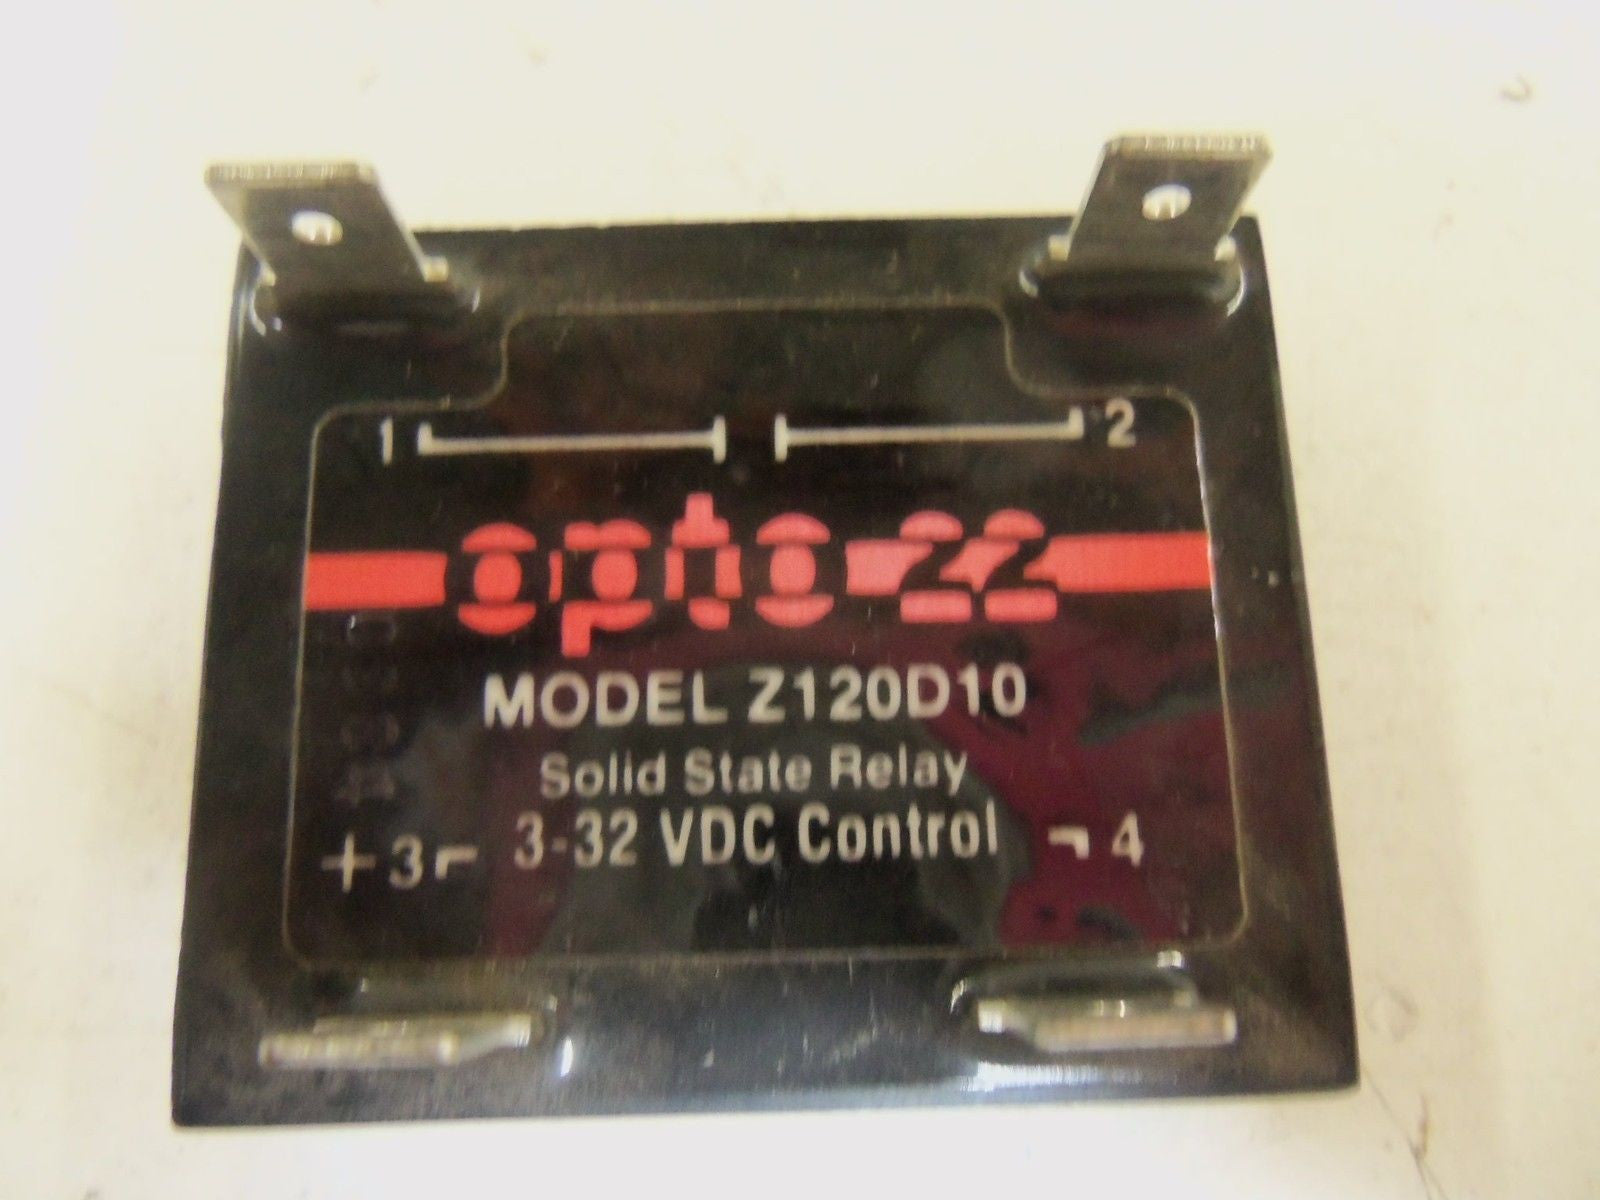 1 2
opto 22
MODEL Z120D10
Solid State Relay
+3 3-32 VDC Control 4